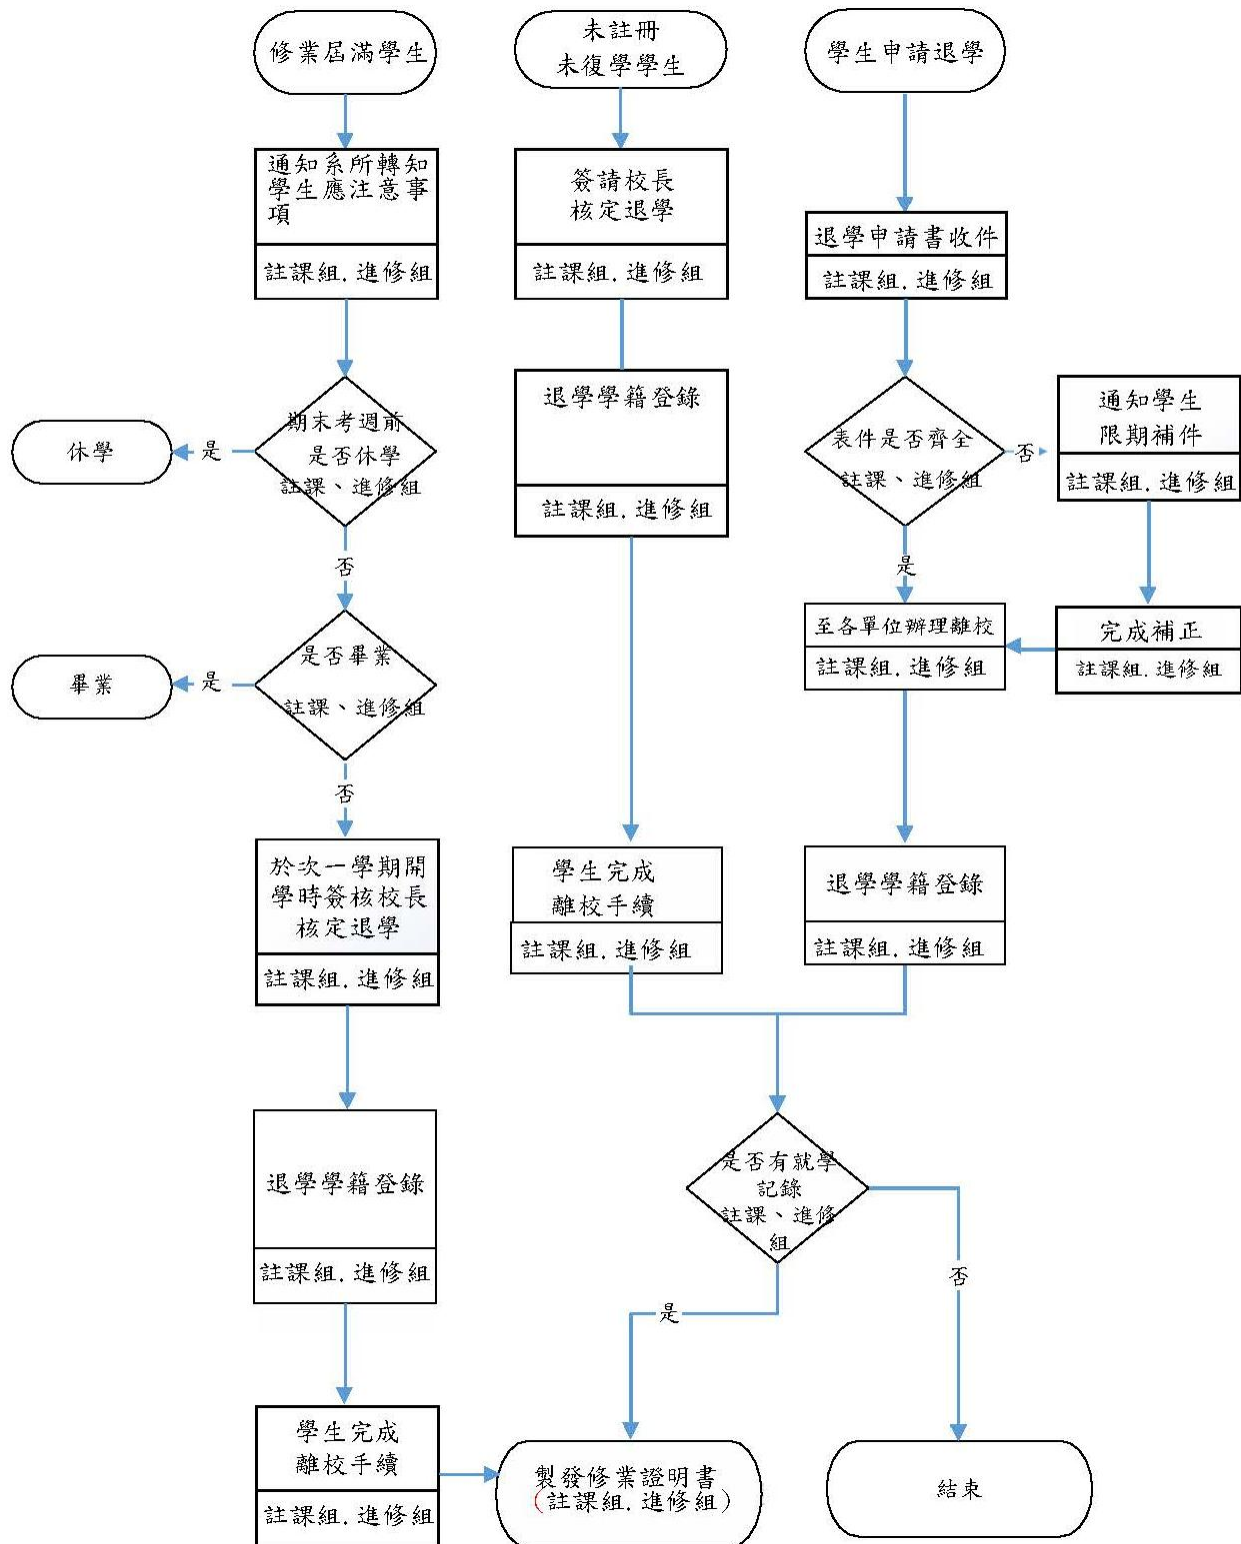 修業屆滿學生
通知系所轉知
學生應注意事
項
註課組. 進修組
期末考週前
是否休學
註課、進修組
是
休學
否
是否畢業
註課、進修組
是
畢業
否
於次一學期開
學時簽核校長
核定退學
註課組. 進修組
退學學籍登錄
註課組. 進修組
學生完成
離校手續
註課組. 進修組
未註冊
未復學學生
簽請校長
核定退學
註課組. 進修組
退學學籍登錄
註課組. 進修組
學生完成
離校手續
註課組. 進修組
學生申請退學
退學申請書收件
註課組. 進修組
表件是否齊全
註課、進修組
否
通知學生
限期補件
註課組. 進修組
完成補正
註課組. 進修組
是
至各單位辦理離校
註課組. 進修組
退學學籍登錄
註課組. 進修組
是否有就學
記錄
註課、進修
組
是
否
製發修業證明書
(註課組. 進修組)
結束